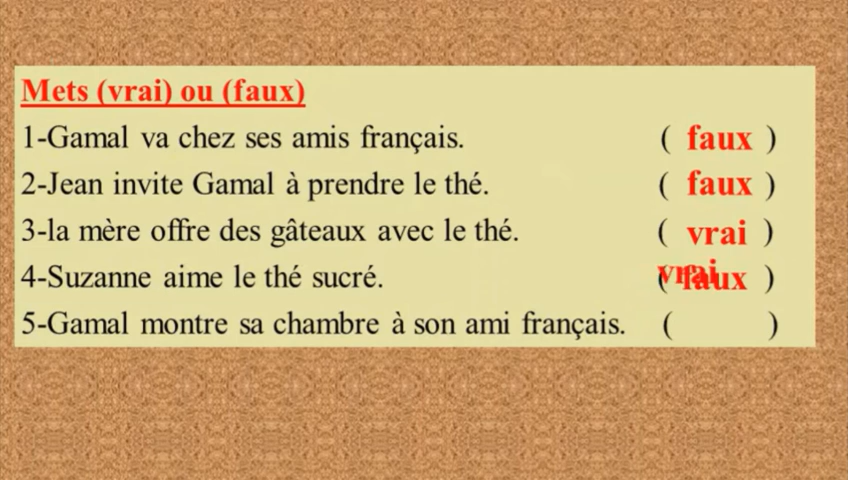 Mets (vrai) ou (faux)
1-Gamal va chez ses amis français. ( faux )
2-Jean invite Gamal à prendre le thé. ( faux )
3-la mère offre des gâteaux avec le thé. ( vrai )
4-Suzanne aime le thé sucré. ( vrai faux )
5-Gamal montre sa chambre à son ami français. ( )